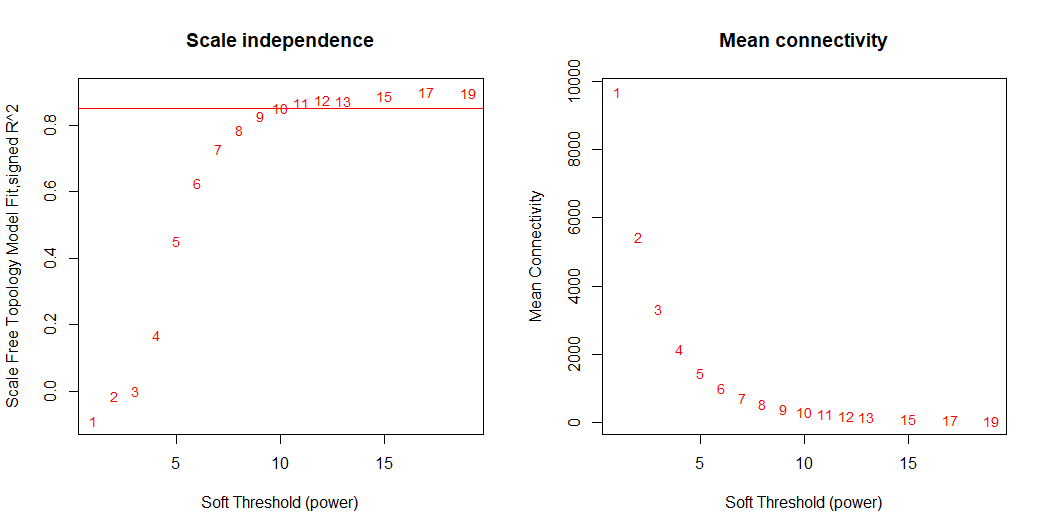 Scale independence
Scale Free Topology Model Fit,signed R^2
0.0 0.2 0.4 0.6 0.8
1 2 3 4 5 6 7 8 9 10 11 12 13 15 17 19
5 10 15
Soft Threshold (power)
Mean connectivity
Mean Connectivity
0 2000 4000 6000 8000 10000
1 2 3 4 5 6 7 8 9 10 11 12 13 15 17 19
5 10 15
Soft Threshold (power)